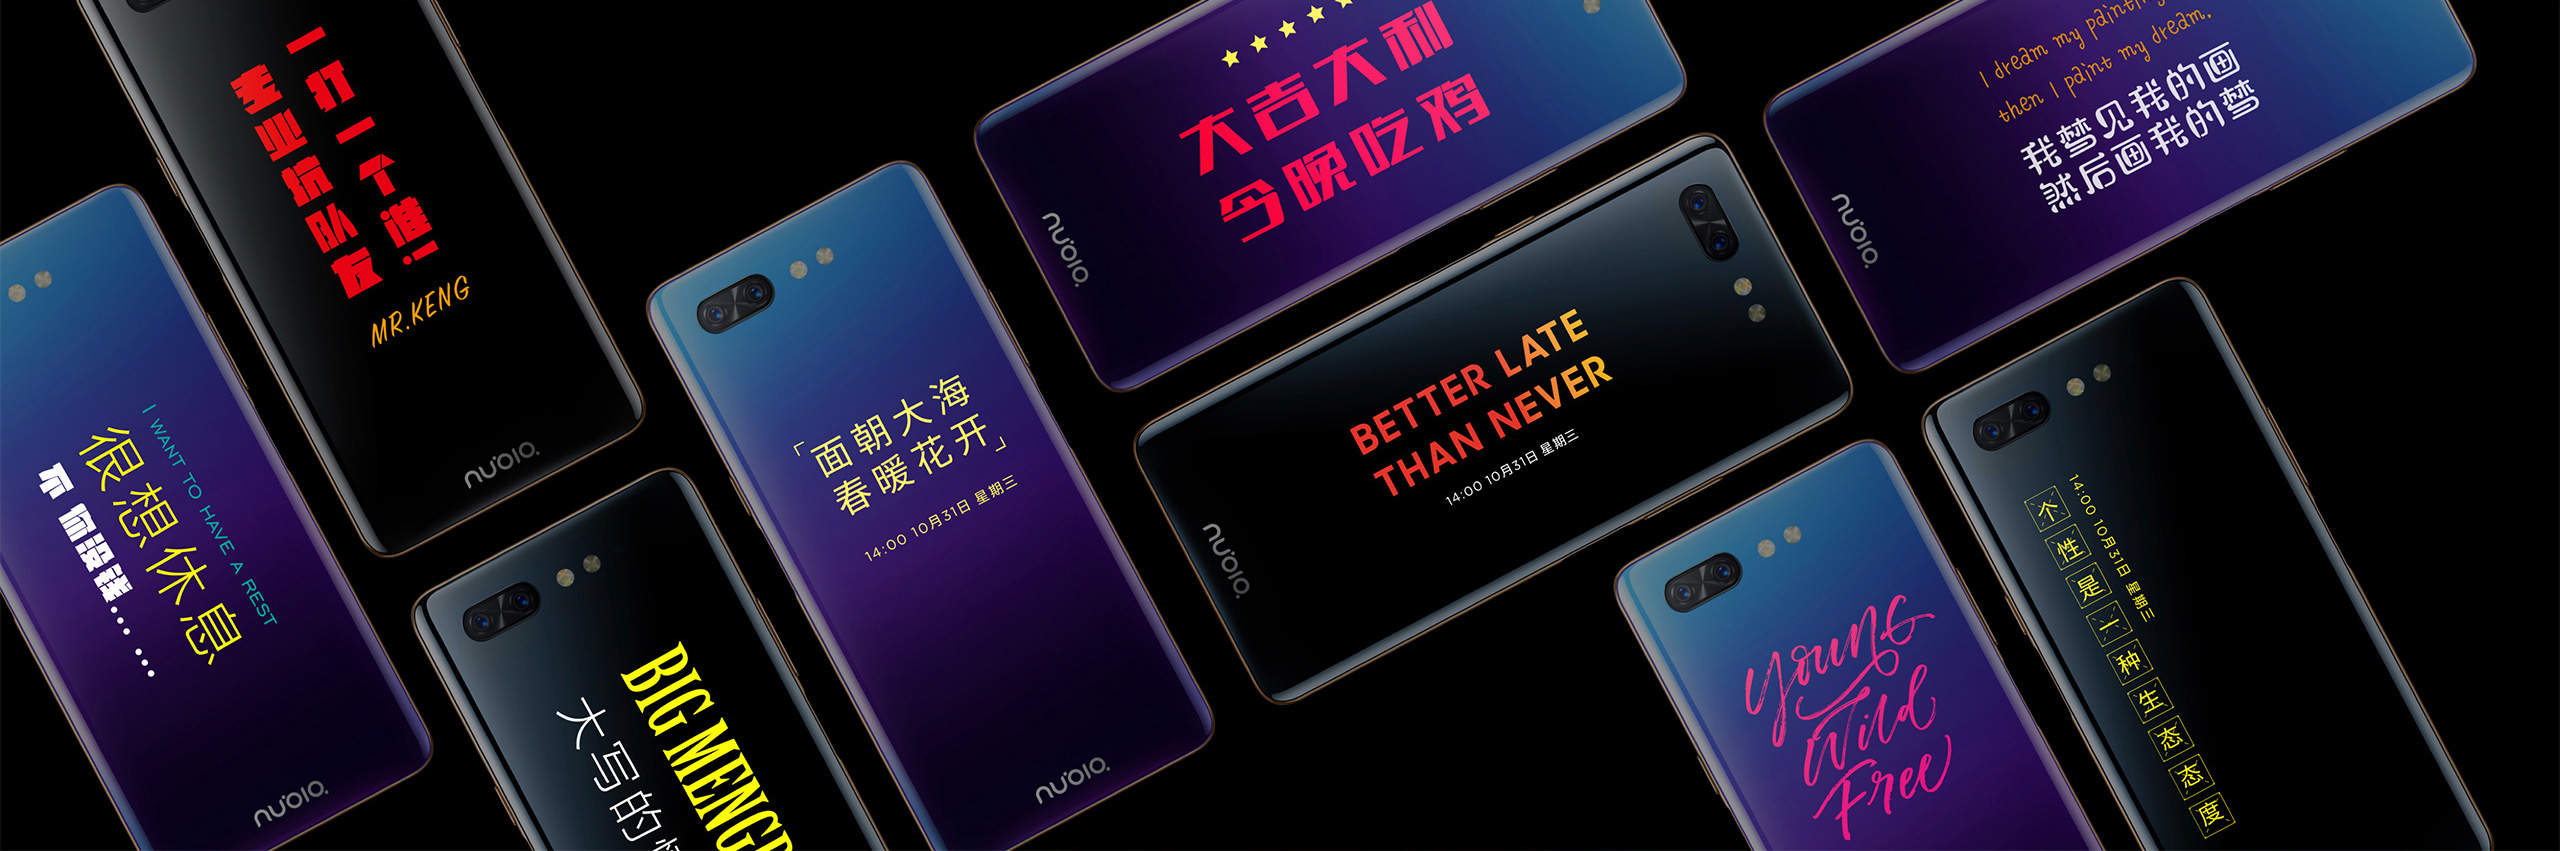 I WANT TO HAVE A REST
很想休息
不 你没钱……
nubia
专业坑队友
一打一个准！
MR.KENG
nubia
BIG
大写的
「面朝大海
春暖花开」
14:00 10月31日 星期三
nubia
大吉大利
今晚吃鸡
nubia
BETTER LATE
THAN NEVER
14:00 10月31日 星期三
nubia
I dream my painting
then I paint my dream.
我梦见我的画
然后画我的梦
nubia
Young
Wild
Free
14:00 10月31日 星期三
个性是一种生态态度